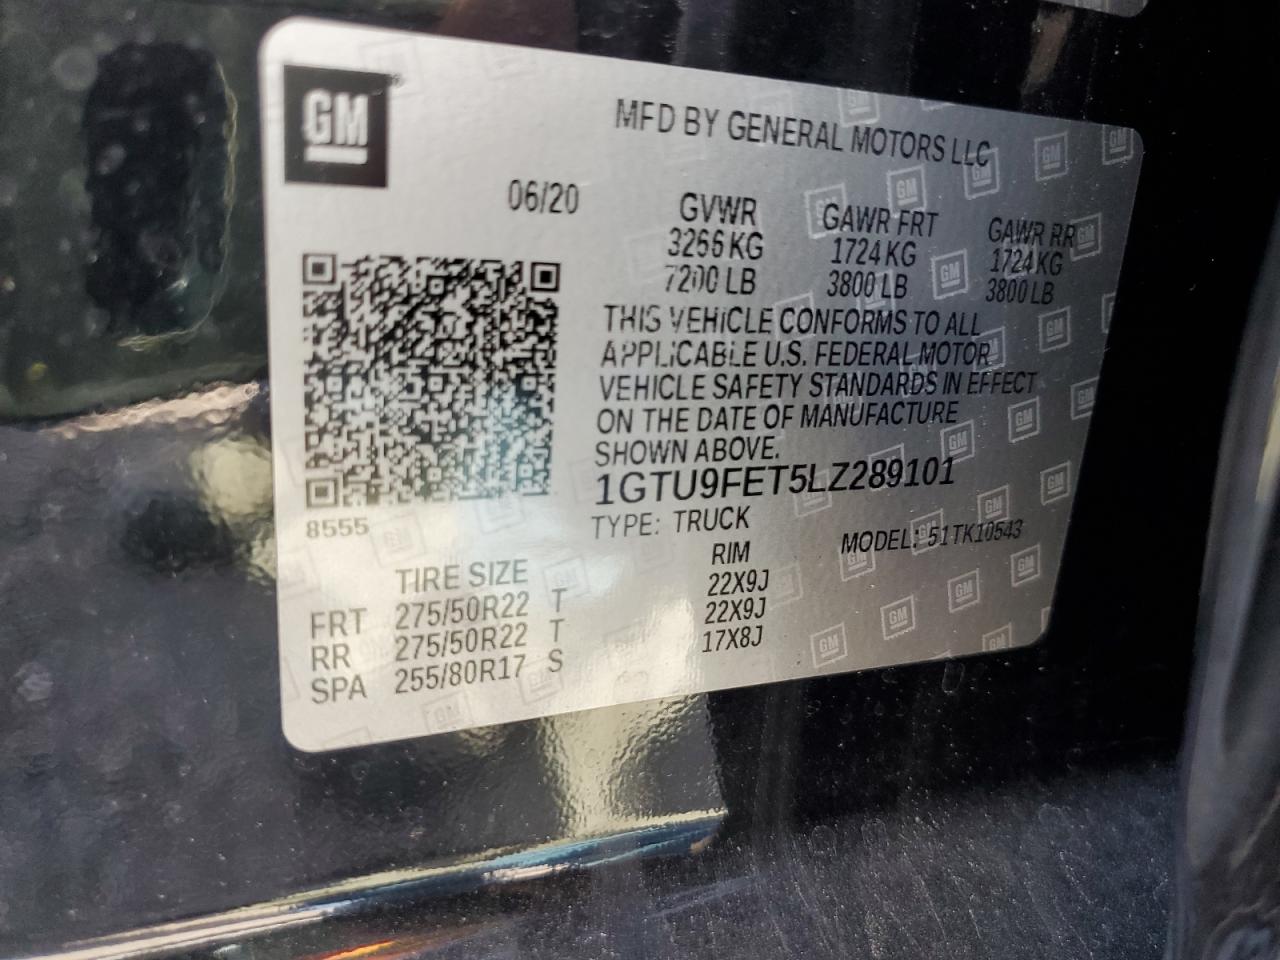 GM
MFD BY GENERAL MOTORS LLC
06/20
GVWR GAWR FRT GAWR RR
3266 KG 1724 KG 1724 KG
7200 LB 3800 LB 3800 LB
THIS VEHICLE CONFORMS TO ALL
APPLICABLE U.S. FEDERAL MOTOR
VEHICLE SAFETY STANDARDS IN EFFECT
ON THE DATE OF MANUFACTURE
SHOWN ABOVE.
1GTU9FET5LZ289101
8555
TYPE: TRUCK MODEL: 51TK10543
TIRE SIZE RIM
FRT 275/50R22 T 22X9J
RR 275/50R22 T 22X9J
SPA 255/80R17 S 17X8J